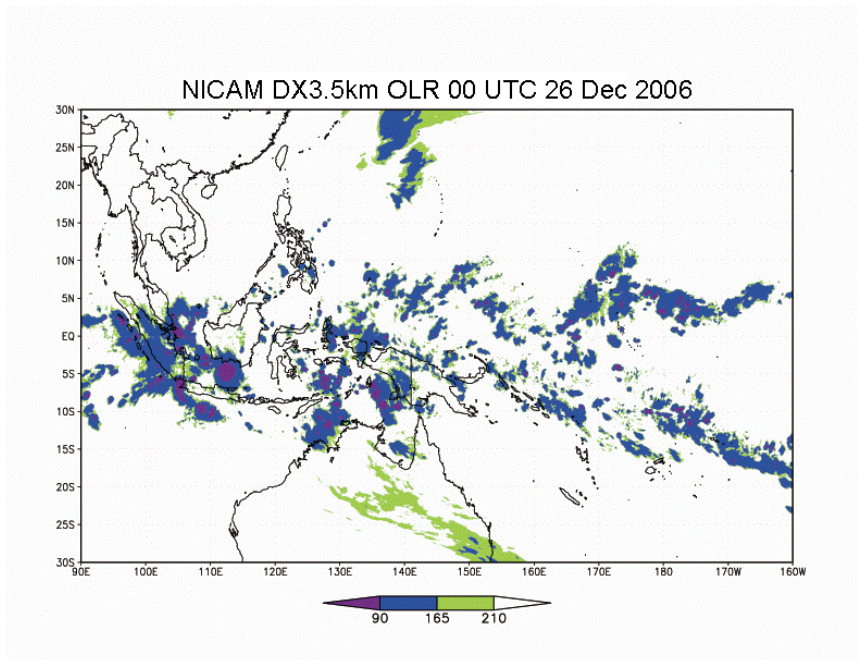 NICAM DX3.5km OLR 00 UTC 26 Dec 2006
30N
25N
20N
15N
10N
5N
EQ
5S
10S
15S
20S
25S
30S
90E 100E 110E 120E 130E 140E 150E 160E 170E 180 170W 160W
90 165 210